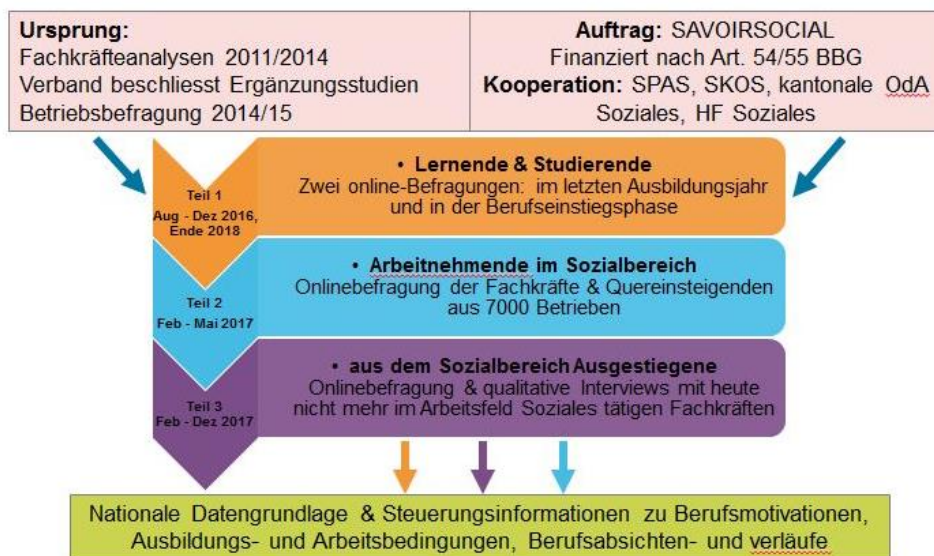 Ursprung:
Fachkräfteanalysen 2011/2014
Verband beschliesst Ergänzungsstudien
Betriebsbefragung 2014/15
Auftrag: SAVOIRSOCIAL
Finanziert nach Art. 54/55 BBG
Kooperation: SPAS, SKOS, kantonale OdA
Soziales, HF Soziales
Teil 1
Aug - Dez 2016,
Ende 2018
• Lernende & Studierende
Zwei online-Befragungen: im letzten Ausbildungsjahr
und in der Berufseinstiegsphase
Teil 2
Feb - Mai 2017
• Arbeitnehmende im Sozialbereich
Onlinebefragung der Fachkräfte & Quereinsteigenden
aus 7000 Betrieben
Teil 3
Feb - Dez 2017
• aus dem Sozialbereich Ausgestiegene
Onlinebefragung & qualitative Interviews mit heute
nicht mehr im Arbeitsfeld Soziales tätigen Fachkräften
Nationale Datengrundlage & Steuerungsinformationen zu Berufsmotivationen,
Ausbildungs- und Arbeitsbedingungen, Berufsabsichten- und verläufe